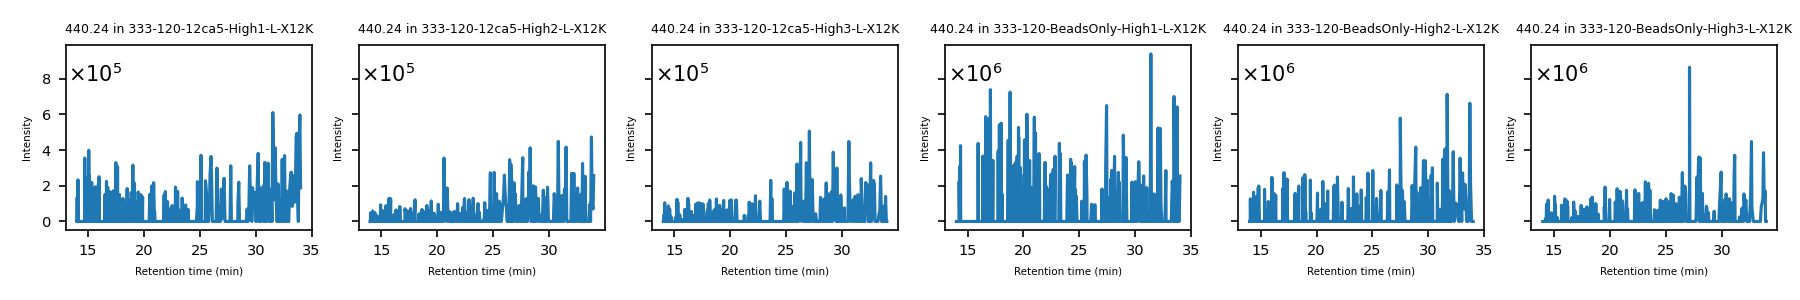 440.24 in 333-120-12ca5-High1-L-X12K
440.24 in 333-120-12ca5-High2-L-X12K
440.24 in 333-120-12ca5-High3-L-X12K
440.24 in 333-120-BeadsOnly-High1-L-X12K
440.24 in 333-120-BeadsOnly-High2-L-X12K
440.24 in 333-120-BeadsOnly-High3-L-X12K
×10⁵
×10⁵
×10⁵
×10⁶
×10⁶
×10⁶
8
6
4
2
0
Intensity
Intensity
Intensity
Intensity
Intensity
Intensity
15 20 25 30 35
15 20 25 30
15 20 25 30
15 20 25 30 35
15 20 25 30 35
15 20 25 30
Retention time (min)
Retention time (min)
Retention time (min)
Retention time (min)
Retention time (min)
Retention time (min)